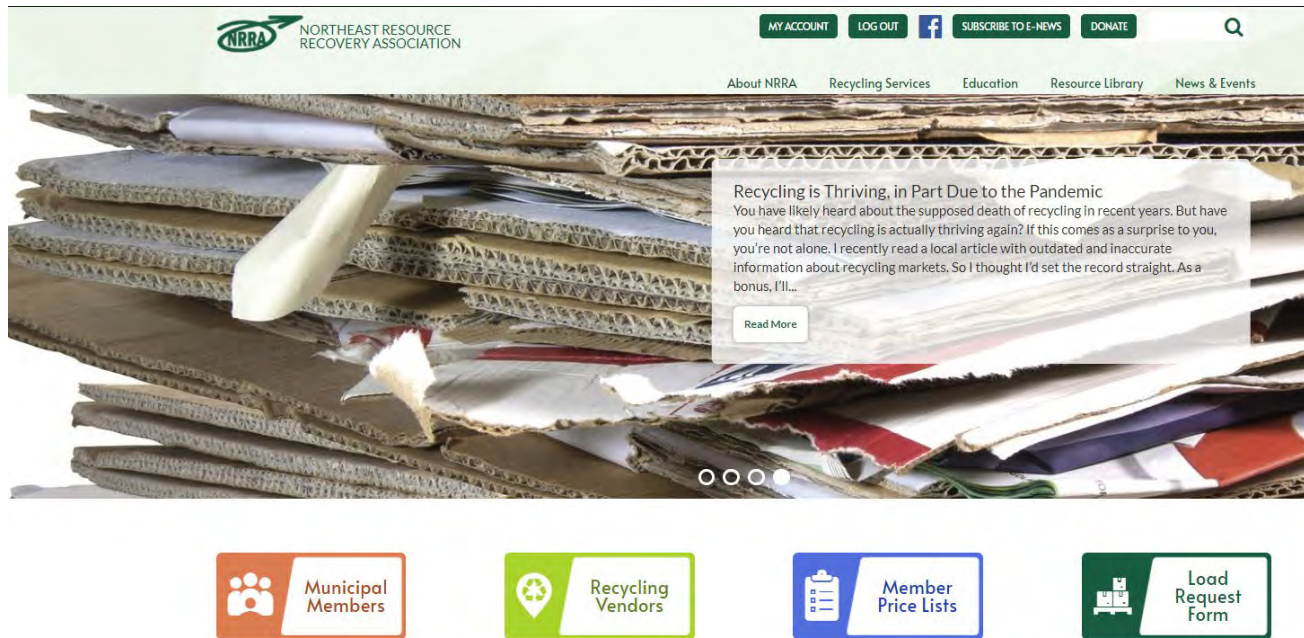 NRRA
NORTHEAST RESOURCE
RECOVERY ASSOCIATION
MY ACCOUNT
LOG OUT
f
SUBSCRIBE TO E-NEWS
DONATE
About NRRA
Recycling Services
Education
Resource Library
News & Events
Recycling is Thriving, in Part Due to the Pandemic
You have likely heard about the supposed death of recycling in recent years. But have
you heard that recycling is actually thriving again? If this comes as a surprise to you,
you're not alone. I recently read a local article with outdated and inaccurate
information about recycling markets. So I thought I'd set the record straight. As a
bonus, I'll...
Read More
Municipal
Members
Recycling
Vendors
Member
Price Lists
Load
Request
Form